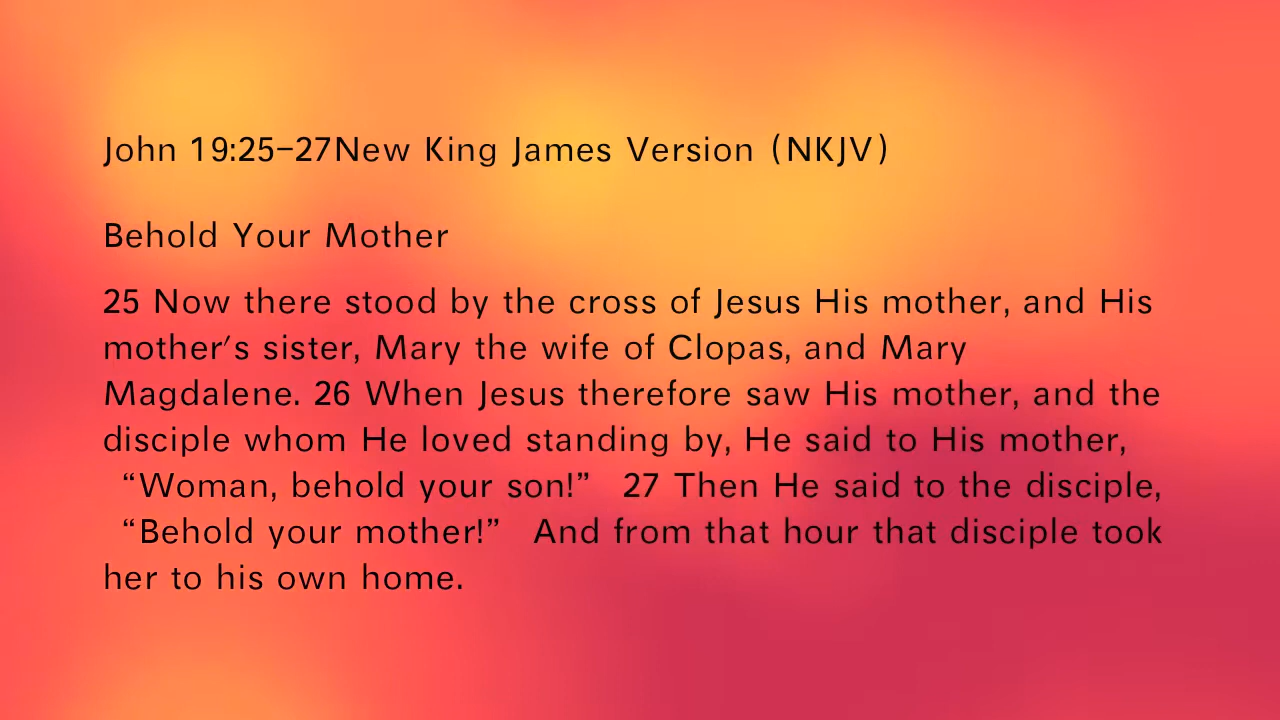 John 19:25–27New King James Version (NKJV)
Behold Your Mother
25 Now there stood by the cross of Jesus His mother, and His
mother’s sister, Mary the wife of Clopas, and Mary
Magdalene. 26 When Jesus therefore saw His mother, and the
disciple whom He loved standing by, He said to His mother,
“Woman, behold your son!” 27 Then He said to the disciple,
“Behold your mother!” And from that hour that disciple took
her to his own home.